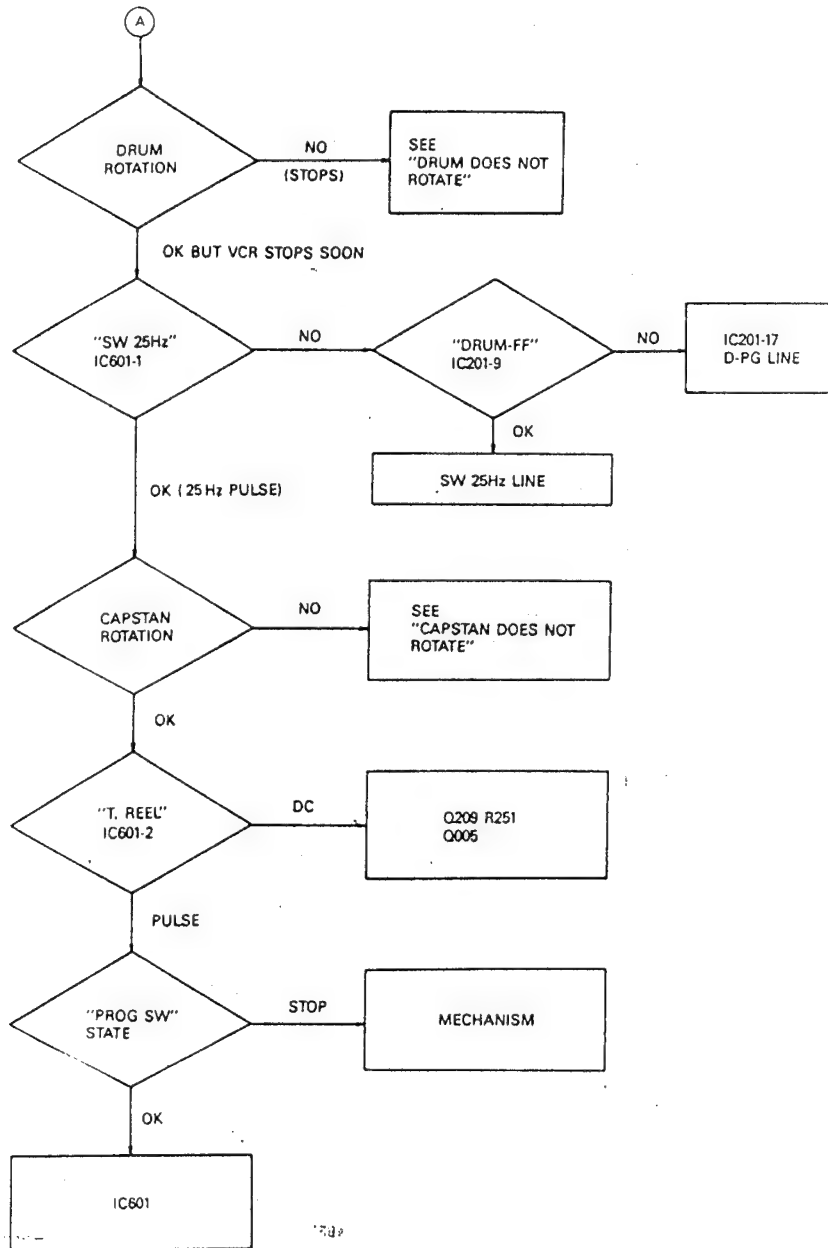 A
DRUM
ROTATION
NO
(STOPS)
SEE
"DRUM DOES NOT
ROTATE"
OK BUT VCR STOPS SOON
"SW 25Hz"
IC601-1
NO
"DRUM-FF"
IC201-9
NO
IC201-17
D-PG LINE
OK
SW 25Hz LINE
OK (25Hz PULSE)
CAPSTAN
ROTATION
NO
SEE
"CAPSTAN DOES NOT
ROTATE"
OK
"T. REEL"
IC601-2
DC
Q209 R251
Q005
PULSE
"PROG SW"
STATE
STOP
MECHANISM
OK
IC601